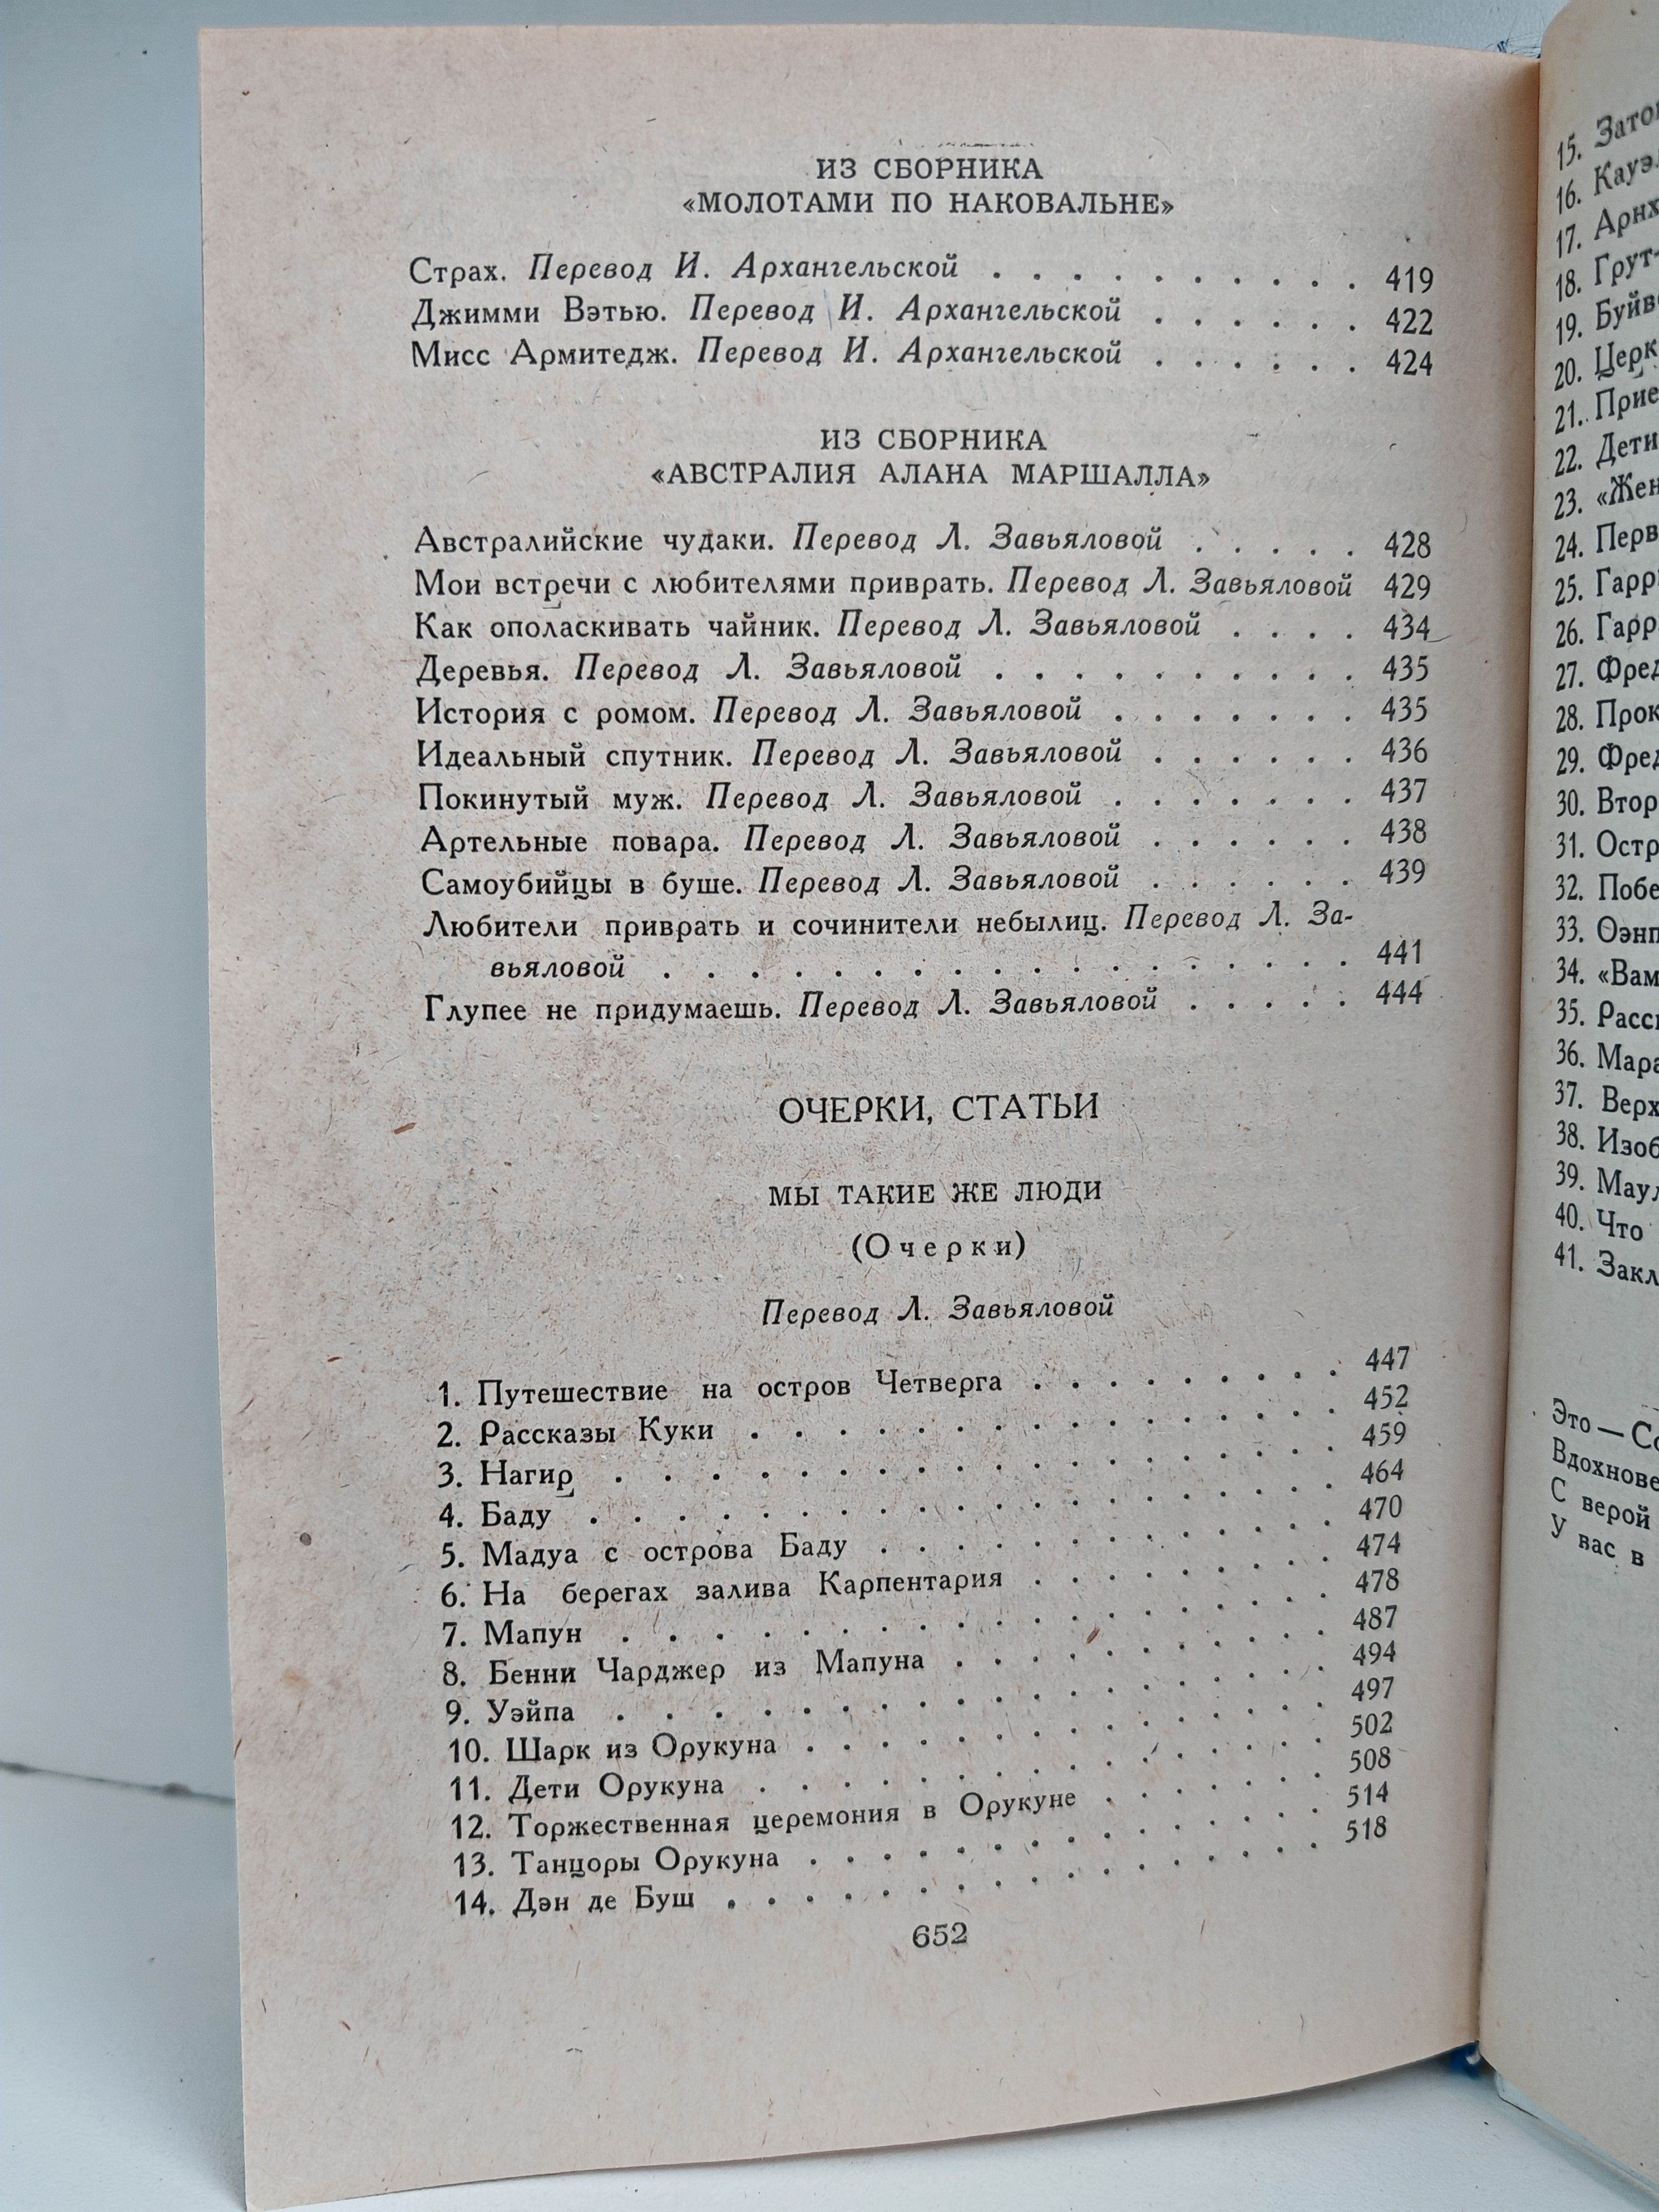 ИЗ СБОРНИКА
«МОЛОТАМИ ПО НАКОВАЛЬНЕ»
Страх. Перевод И. Архангельской . . . . . . . . . . 419
Джимми Вэтью. Перевод И. Архангельской . . . . . . 422
Мисс Армитедж. Перевод И. Архангельской . . . . . . 424
ИЗ СБОРНИКА
«АВСТРАЛИЯ АЛАНА МАРШАЛЛА»
Австралийские чудаки. Перевод Л. Завьяловой . . . . . 428
Мои встречи с любителями приврать. Перевод Л. Завьяловой 429
Как ополаскивать чайник. Перевод Л. Завьяловой . . . . 434
Деревья. Перевод Л. Завьяловой . . . . . . . . . . 435
История с ромом. Перевод Л. Завьяловой . . . . . . . 435
Идеальный спутник. Перевод Л. Завьяловой . . . . . . 436
Покинутый муж. Перевод Л. Завьяловой . . . . . . . 437
Артельные повара. Перевод Л. Завьяловой . . . . . . 438
Самоубийцы в буше. Перевод Л. Завьяловой . . . . . . 439
Любители приврать и сочинители небылиц. Перевод Л. За-
вьяловой . . . . . . . . . . . . . . . . . . 441
Глупее не придумаешь. Перевод Л. Завьяловой . . . . . 444
ОЧЕРКИ, СТАТЬИ
МЫ ТАКИЕ ЖЕ ЛЮДИ
(Очерки)
Перевод Л. Завьяловой
1. Путешествие на остров Четверга . . . . . . . . . 447
2. Рассказы Куки . . . . . . . . . . . . . . . . 452
3. Нагир . . . . . . . . . . . . . . . . . . . 459
4. Баду . . . . . . . . . . . . . . . . . . . . 464
5. Мадуа с острова Баду . . . . . . . . . . . . 470
6. На берегах залива Карпентария . . . . . . . . 474
7. Мапун . . . . . . . . . . . . . . . . . . . 478
8. Бенни Чарджер из Мапуна . . . . . . . . . . 487
9. Уэйпа . . . . . . . . . . . . . . . . . . . 494
10. Шарк из Орукуна . . . . . . . . . . . . . . 497
11. Дети Орукуна . . . . . . . . . . . . . . . 502
12. Торжественная церемония в Орукуне . . . . . . 508
13. Танцоры Орукуна . . . . . . . . . . . . . . 514
14. Дэн де Буш . . . . . . . . . . . . . . . . 518
652
15.
16.
17.
18.
19.
20.
21.
22. Дети
23.
24.
25.
26.
27.
28.
29.
30.
31.
32.
33.
34.
35.
36.
37.
38.
39.
40. Что
41.
Это —
С верой
У вас в